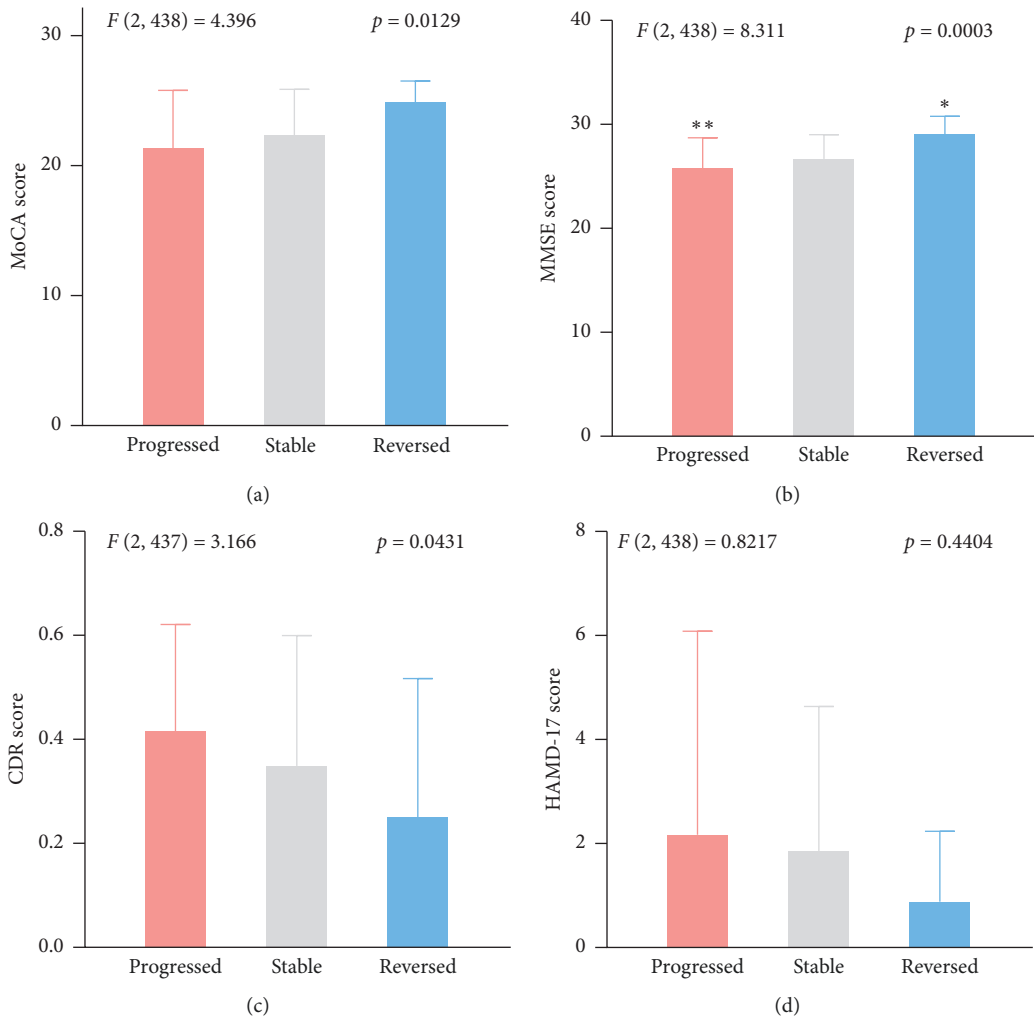 F (2, 438) = 4.396 p = 0.0129
MoCA score
30
20
10
0
Progressed Stable Reversed
(a)
F (2, 438) = 8.311 p = 0.0003
MMSE score
40
30
20
10
0
** *
Progressed Stable Reversed
(b)
F (2, 437) = 3.166 p = 0.0431
CDR score
0.8
0.6
0.4
0.2
0.0
Progressed Stable Reversed
(c)
F (2, 438) = 0.8217 p = 0.4404
HAMD-17 score
8
6
4
2
0
Progressed Stable Reversed
(d)